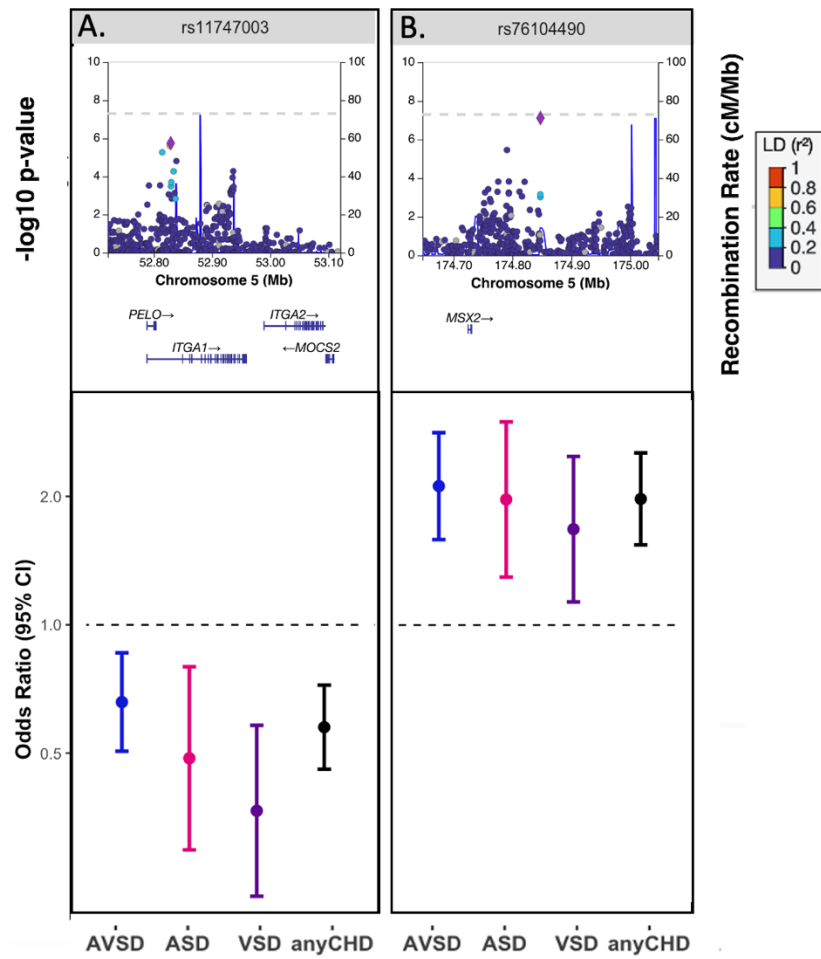 A.
rs11747003
B.
rs76104490
-log10 p-value
10
8
6
4
2
0
100
80
60
40
20
0
52.80 52.90 53.00 53.10
Chromosome 5 (Mb)
PELO→
ITGA2→
ITGA1→
←MOCS2
10
8
6
4
2
0
100
80
60
40
20
0
174.70 174.80 174.90 175.00
Chromosome 5 (Mb)
MSX2→
Recombination Rate (cM/Mb)
LD (r²)
1
0.8
0.6
0.4
0.2
0
Odds Ratio (95% CI)
2.0
1.0
0.5
AVSD ASD VSD anyCHD
AVSD ASD VSD anyCHD